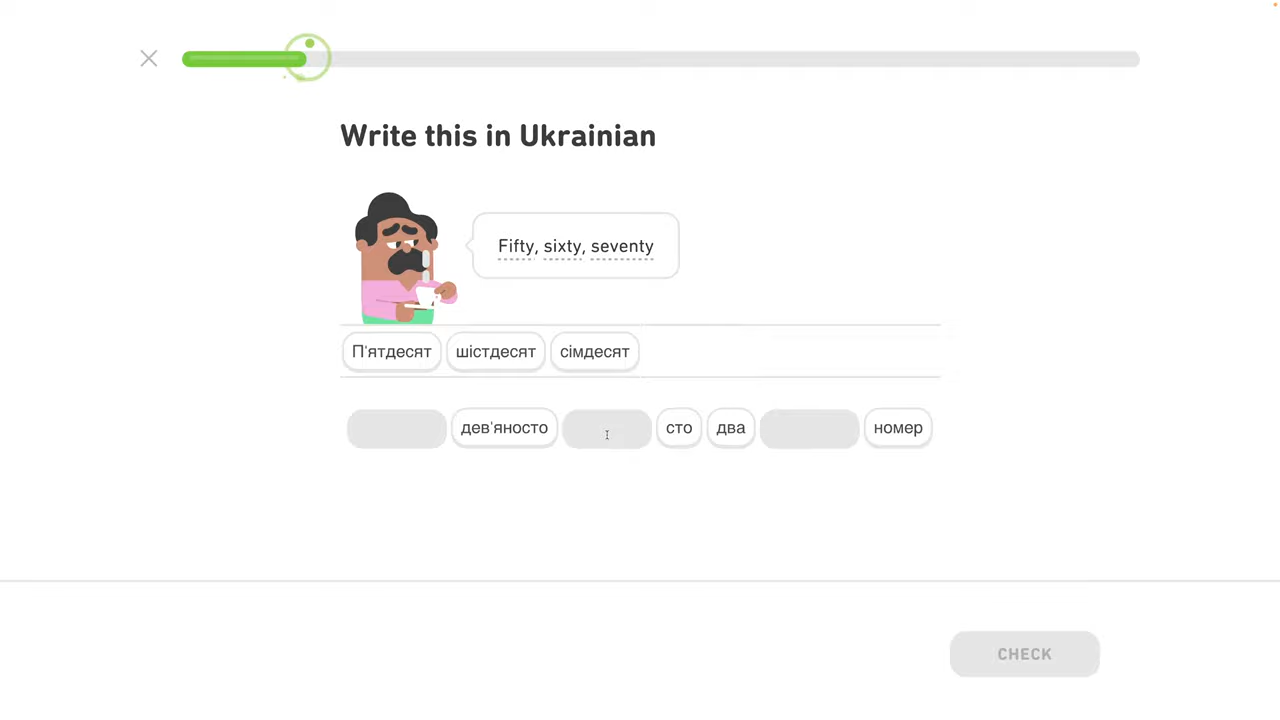 Write this in Ukrainian
Fifty, sixty, seventy
П'ятдесят шістдесят сімдесят
дев'яносто сто два номер
CHECK